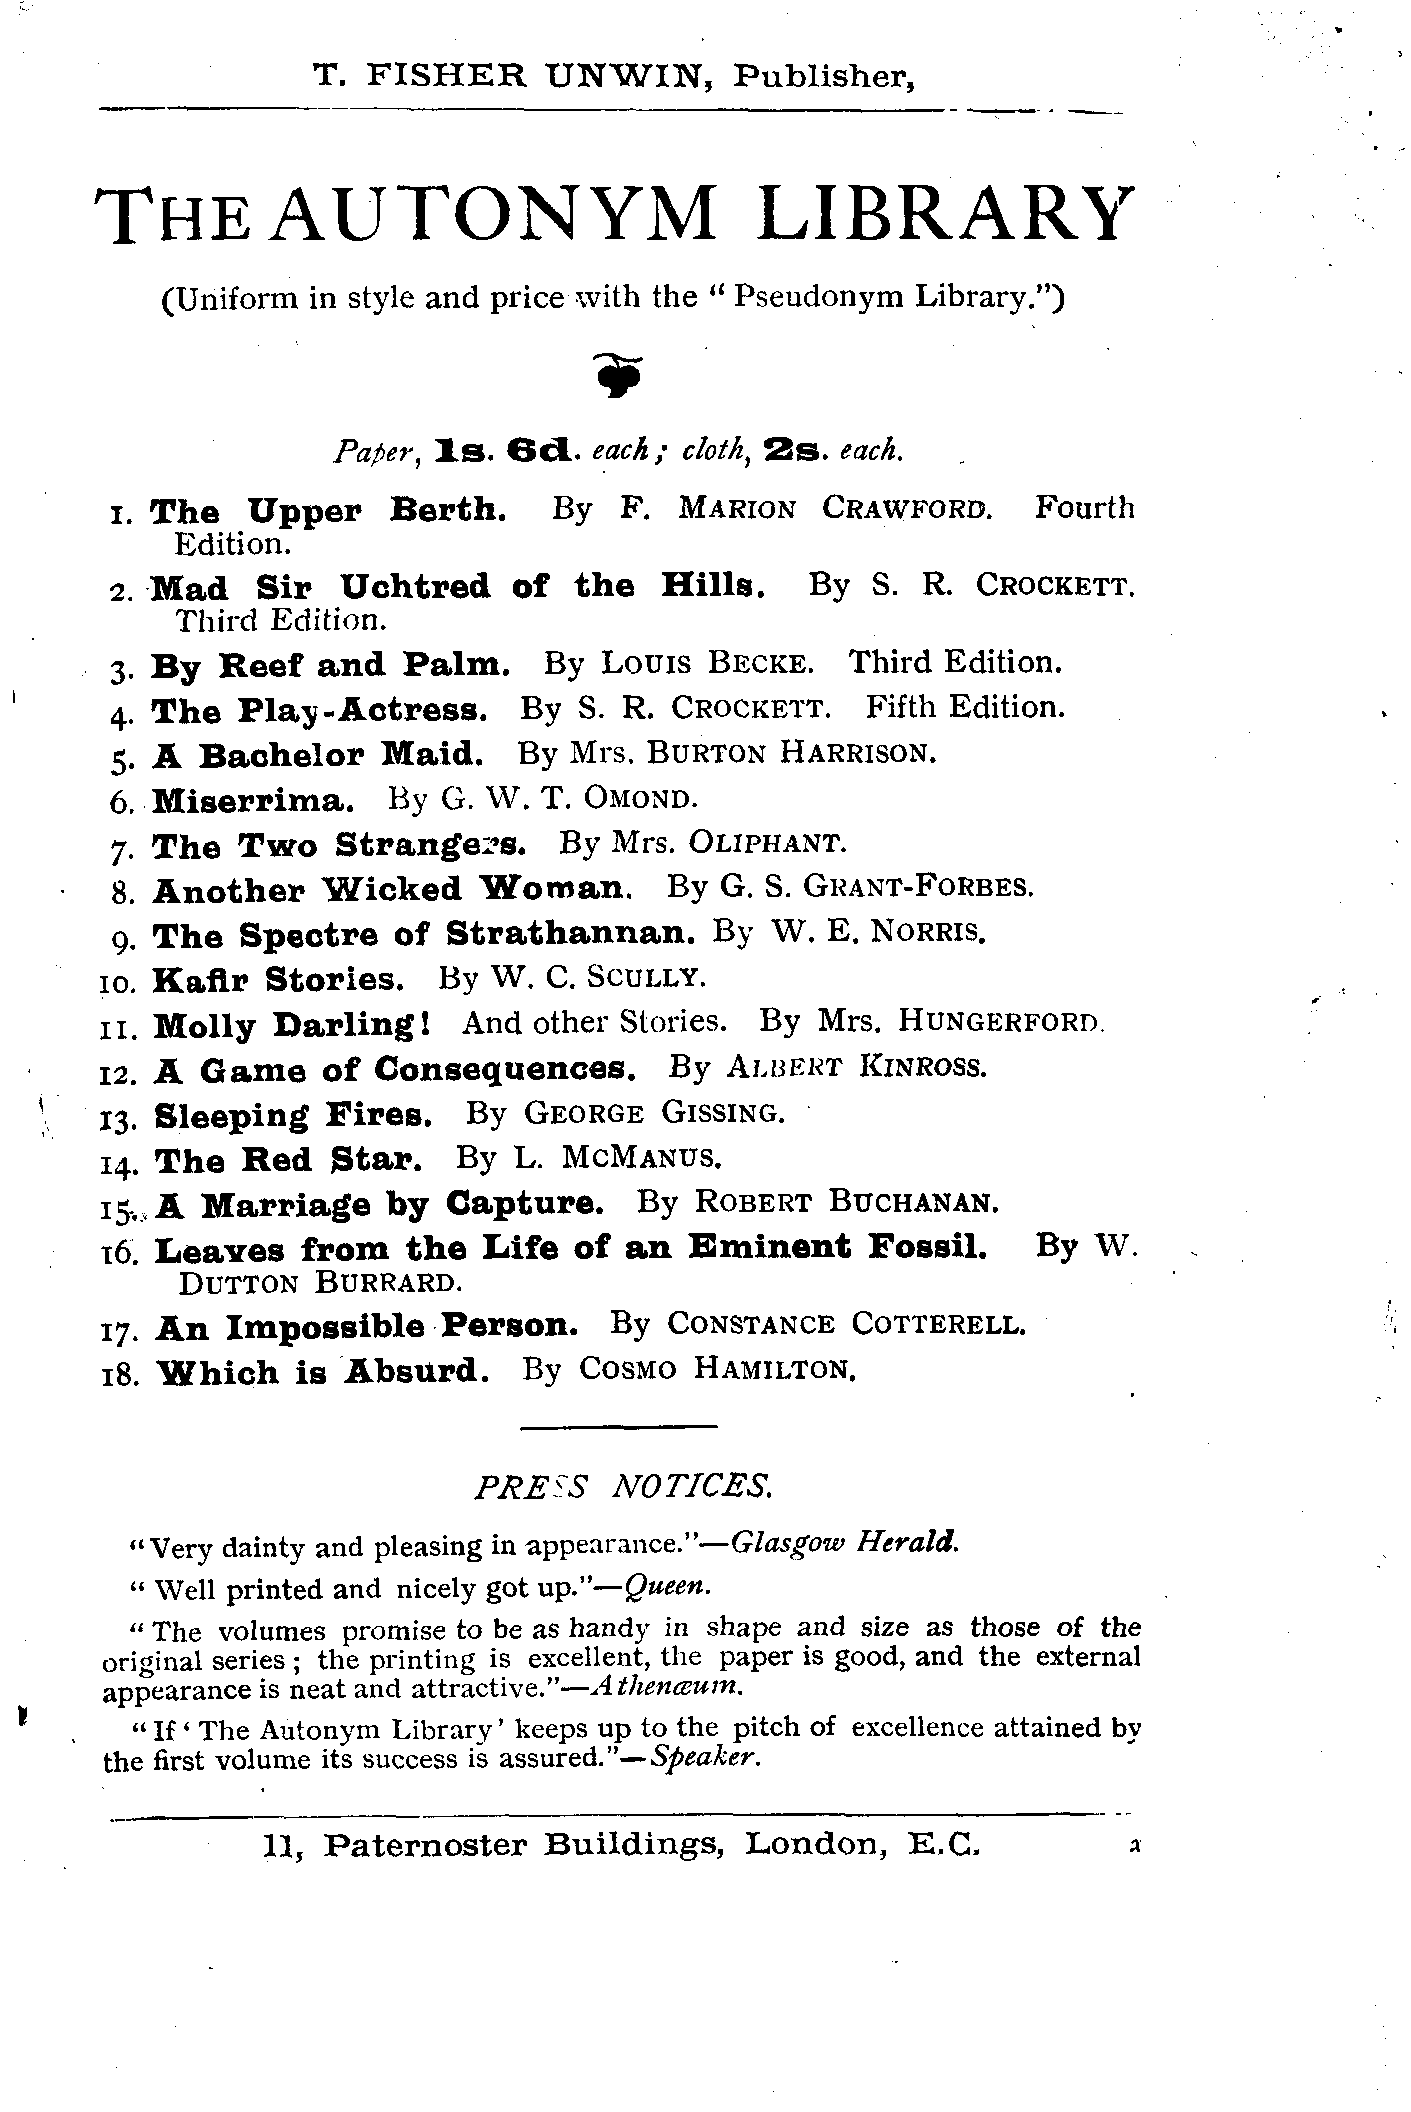 T. FISHER UNWIN, Publisher,
THE AUTONYM LIBRARY
(Uniform in style and price with the “ Pseudonym Library.”)
Paper, 1s. 6d. each ; cloth, 2s. each.
1. The Upper Berth. By F. MARION CRAWFORD. Fourth
Edition.
2. Mad Sir Uchtred of the Hills. By S. R. CROCKETT.
Third Edition.
3. By Reef and Palm. By LOUIS BECKE. Third Edition.
4. The Play-Actress. By S. R. CROCKETT. Fifth Edition.
5. A Bachelor Maid. By Mrs. BURTON HARRISON.
6. Miserrima. By G. W. T. OMOND.
7. The Two Strangers. By Mrs. OLIPHANT.
8. Another Wicked Woman. By G. S. GRANT-FORBES.
9. The Spectre of Strathannan. By W. E. NORRIS.
10. Kafir Stories. By W. C. SCULLY.
11. Molly Darling! And other Stories. By Mrs. HUNGERFORD.
12. A Game of Consequences. By ALBERT KINROSS.
13. Sleeping Fires. By GEORGE GISSING.
14. The Red Star. By L. MCMANUS.
15. A Marriage by Capture. By ROBERT BUCHANAN.
16. Leaves from the Life of an Eminent Fossil. By W.
DUTTON BURRARD.
17. An Impossible Person. By CONSTANCE COTTERELL.
18. Which is Absurd. By COSMO HAMILTON.
PRESS NOTICES.
“Very dainty and pleasing in appearance.”—Glasgow Herald.
“ Well printed and nicely got up.”—Queen.
“ The volumes promise to be as handy in shape and size as those of the
original series ; the printing is excellent, the paper is good, and the external
appearance is neat and attractive.”—Athenæum.
“If ‘ The Autonym Library ’ keeps up to the pitch of excellence attained by
the first volume its success is assured.”—Speaker.
11, Paternoster Buildings, London, E.C.